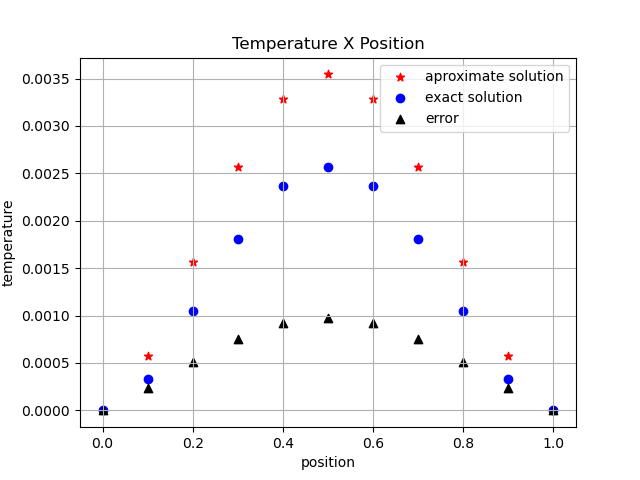 Temperature X Position
aproximate solution
exact solution
error
temperature
0.0035
0.0030
0.0025
0.0020
0.0015
0.0010
0.0005
0.0000
0.0 0.2 0.4 0.6 0.8 1.0
position